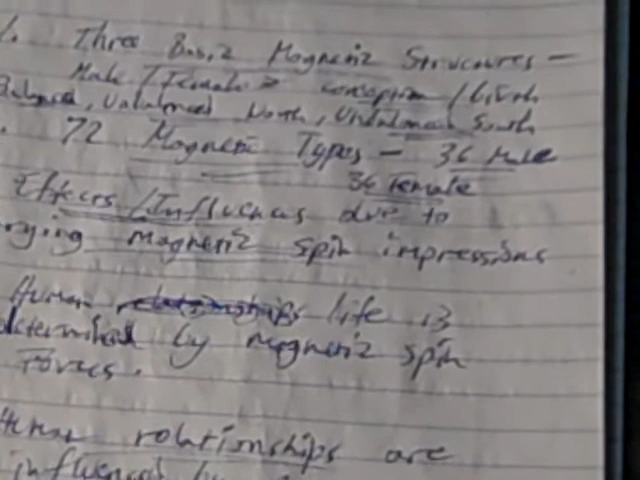 Three Basic Magnetic Structures -
Male / Female > conception / birth
Balanced, Unbalanced North, Unbalanced South
72 Magnetic Types - 36 Male
36 Female
Effects / Influences due to
rying magnetic spin impressions
Human relationships life is
determined by magnetic spin
Forces.
Human relationships are
influenced